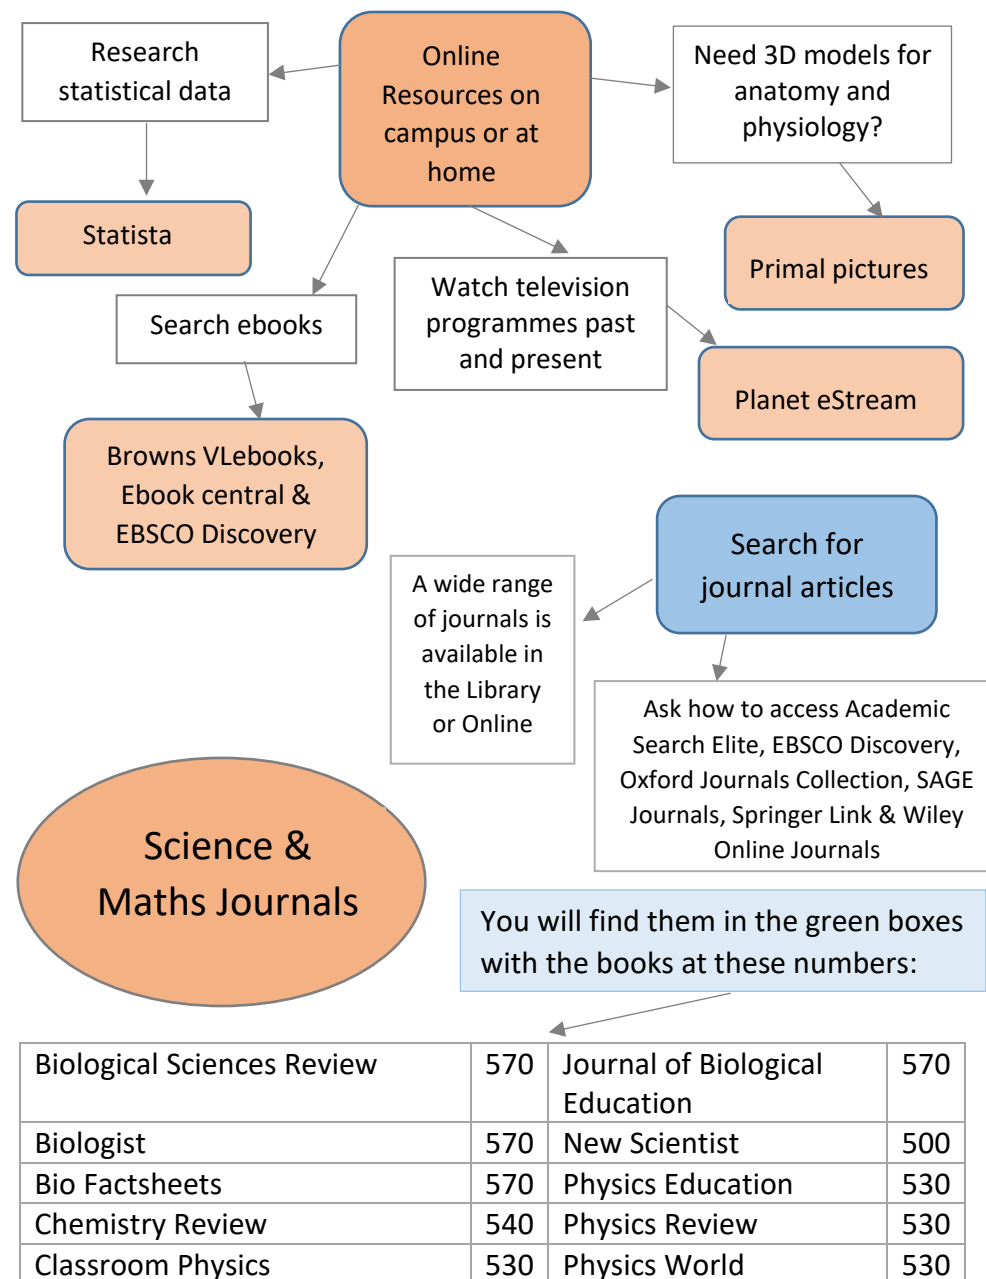 Research
statistical data
Online
Resources on
campus or at
home
Need 3D models for
anatomy and
physiology?
Statista
Primal pictures
Search ebooks
Watch television
programmes past
and present
Planet eStream
Browns VLebooks,
Ebook central &
EBSCO Discovery
Search for
journal articles
A wide range
of journals is
available in
the Library
or Online
Ask how to access Academic
Search Elite, EBSCO Discovery,
Oxford Journals Collection, SAGE
Journals, Springer Link & Wiley
Online Journals
Science &
Maths Journals
You will find them in the green boxes
with the books at these numbers:
Biological Sciences Review 570 Journal of Biological 570
Education
Biologist 570 New Scientist 500
Bio Factsheets 570 Physics Education 530
Chemistry Review 540 Physics Review 530
Classroom Physics 530 Physics World 530